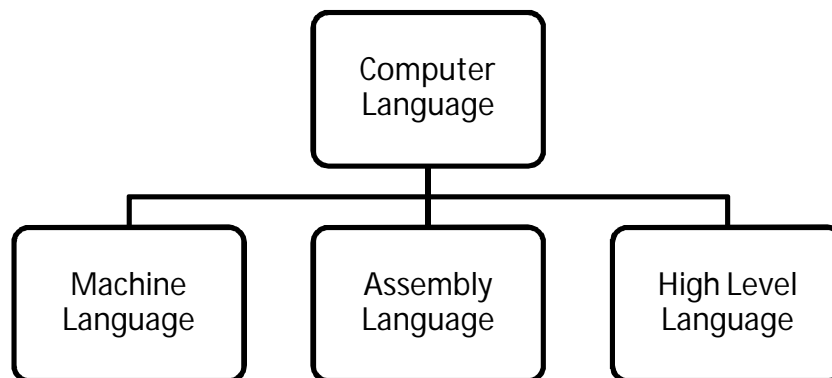 Computer
Language
Machine
Language
Assembly
Language
High Level
Language